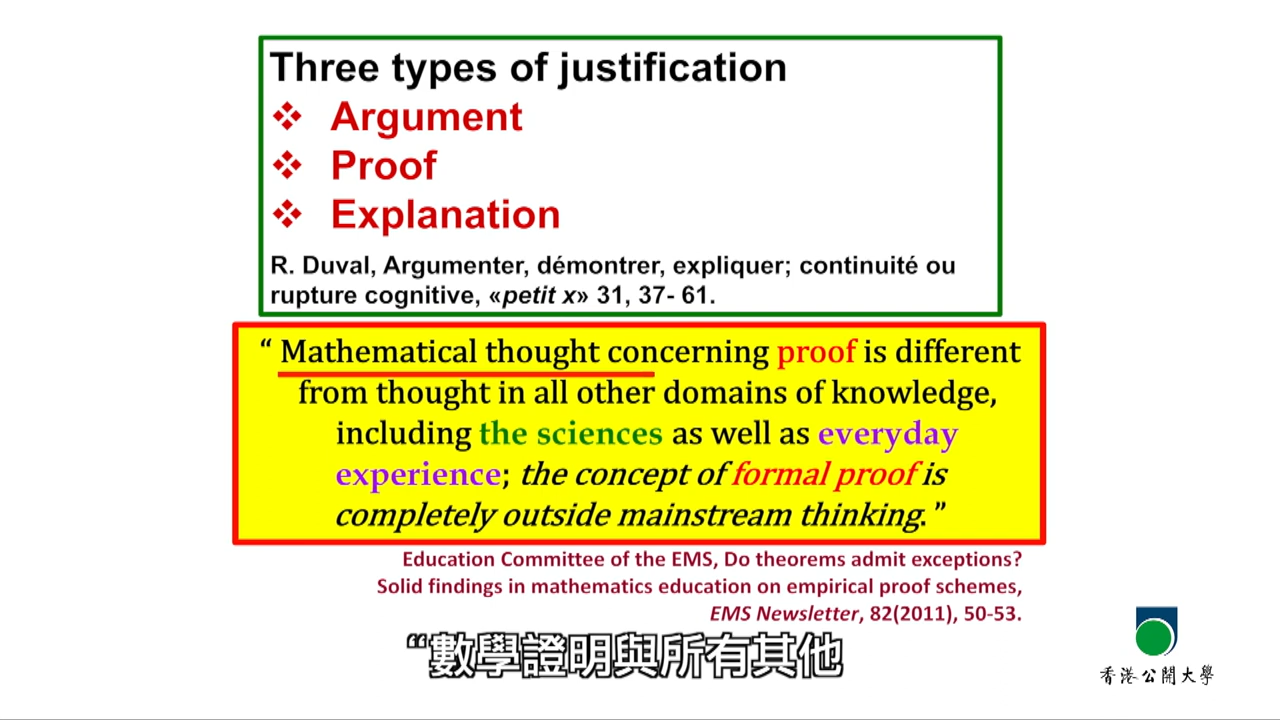 Three types of justification
❖ Argument
❖ Proof
❖ Explanation
R. Duval, Argumenter, démontrer, expliquer; continuité ou
rupture cognitive, «petit x» 31, 37- 61.
“ Mathematical thought concerning proof is different
from thought in all other domains of knowledge,
including the sciences as well as everyday
experience; the concept of formal proof is
completely outside mainstream thinking. ”
Education Committee of the EMS, Do theorems admit exceptions?
Solid findings in mathematics education on empirical proof schemes,
EMS Newsletter, 82(2011), 50-53.
“數學證明與所有其他
香港公開大學